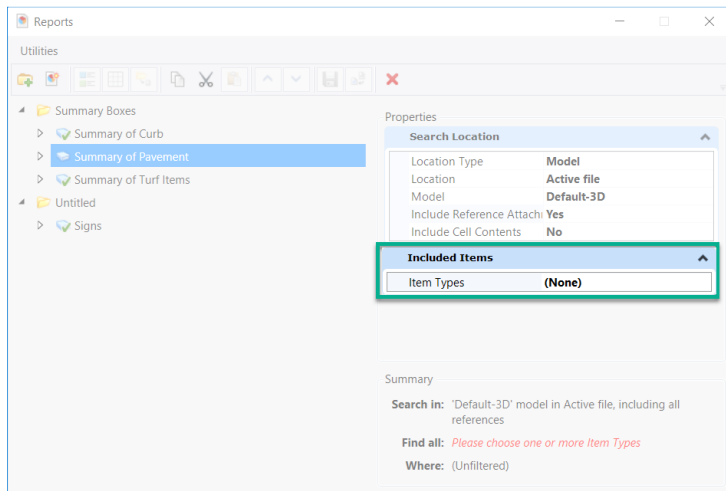 Reports
Utilities
Summary Boxes
Summary of Curb
Summary of Pavement
Summary of Turf Items
Untitled
Signs
Properties
Search Location
Location Type Model
Location Active file
Model Default-3D
Include Reference Attachı Yes
Include Cell Contents No
Included Items
Item Types (None)
Summary
Search in: 'Default-3D' model in Active file, including all
references
Find all: Please choose one or more Item Types
Where: (Unfiltered)